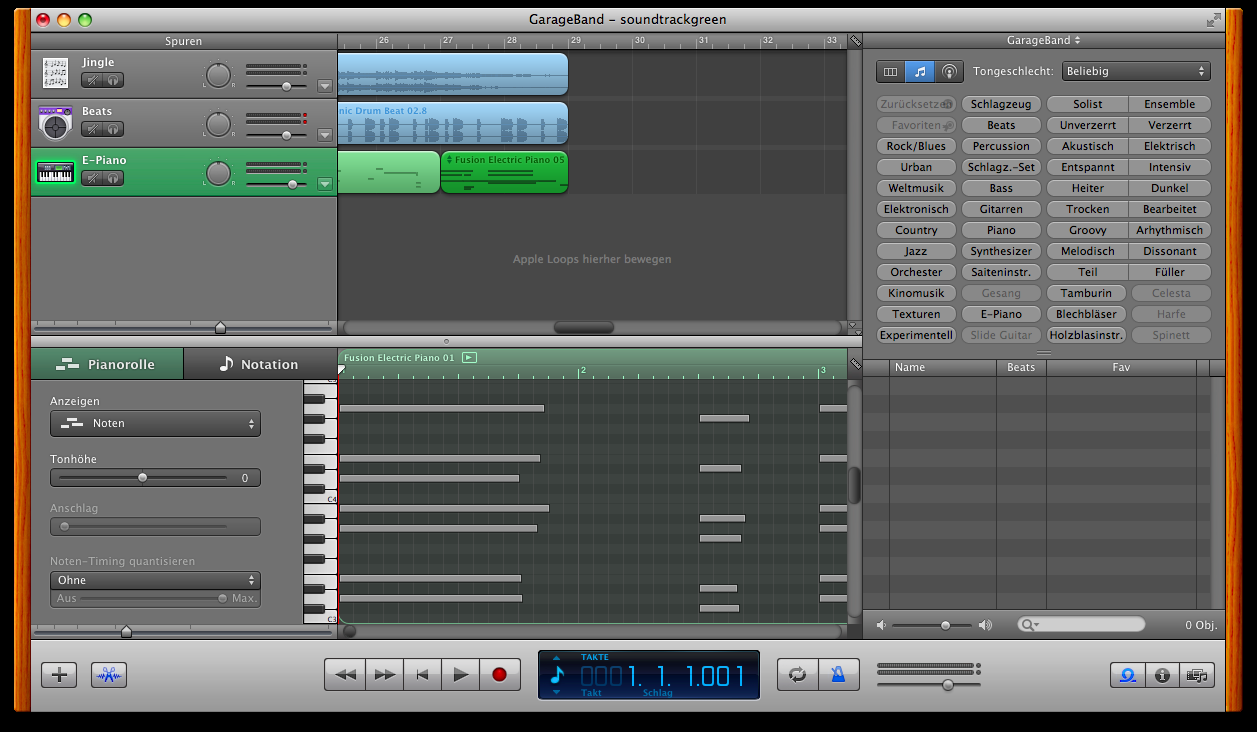 GarageBand – soundtrackgreen
Spuren
26 27 28 29 30 31 32 33
GarageBand
Jingle
L R
Beats
L R
E-Piano
L R
nic Drum Beat 02.8
Fusion Electric Piano 05
Apple Loops hierher bewegen
Tongeschlecht: Beliebig
Zurücksetzen Schlagzeug Solist Ensemble
Favoriten Beats Unverzerrt Verzerrt
Rock/Blues Percussion Akustisch Elektrisch
Urban Schlagz.-Set Entspannt Intensiv
Weltmusik Bass Heiter Dunkel
Elektronisch Gitarren Trocken Bearbeitet
Country Piano Groovy Arhythmisch
Jazz Synthesizer Melodisch Dissonant
Orchester Saiteninstr. Teil Füller
Kinomusik Gesang Tamburin Celesta
Texturen E-Piano Blechbläser Harfe
Experimentell Slide Guitar Holzblasinstr. Spinett
Name Beats Fav
0 Obj.
Pianorolle Notation
Fusion Electric Piano 01
2 3
Anzeigen
Noten
Tonhöhe
0
Anschlag
Noten-Timing quantisieren
Ohne
Aus Max.
C4
C3
TAKTE
0001. 1. 1.001
Takt Schlag